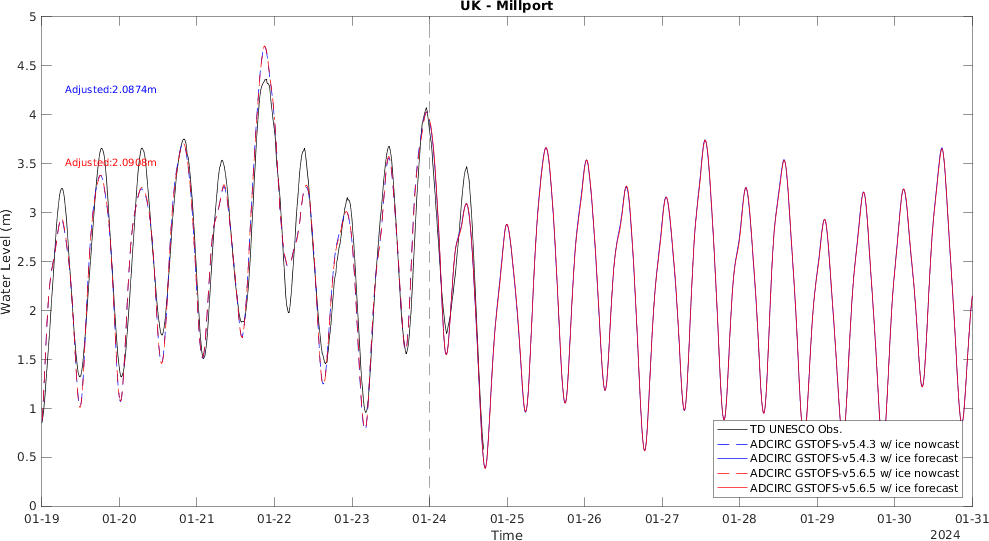 UK - Millport
5
4.5
4
3.5
3
2.5
2
1.5
1
0.5
0
Water Level (m)
Adjusted:2.0874m
Adjusted:2.0908m
TD UNESCO Obs.
ADCIRC GSTOFS-v5.4.3 w/ ice nowcast
ADCIRC GSTOFS-v5.4.3 w/ ice forecast
ADCIRC GSTOFS-v5.6.5 w/ ice nowcast
ADCIRC GSTOFS-v5.6.5 w/ ice forecast
01-19 01-20 01-21 01-22 01-23 01-24 01-25 01-26 01-27 01-28 01-29 01-30 01-31
Time
2024